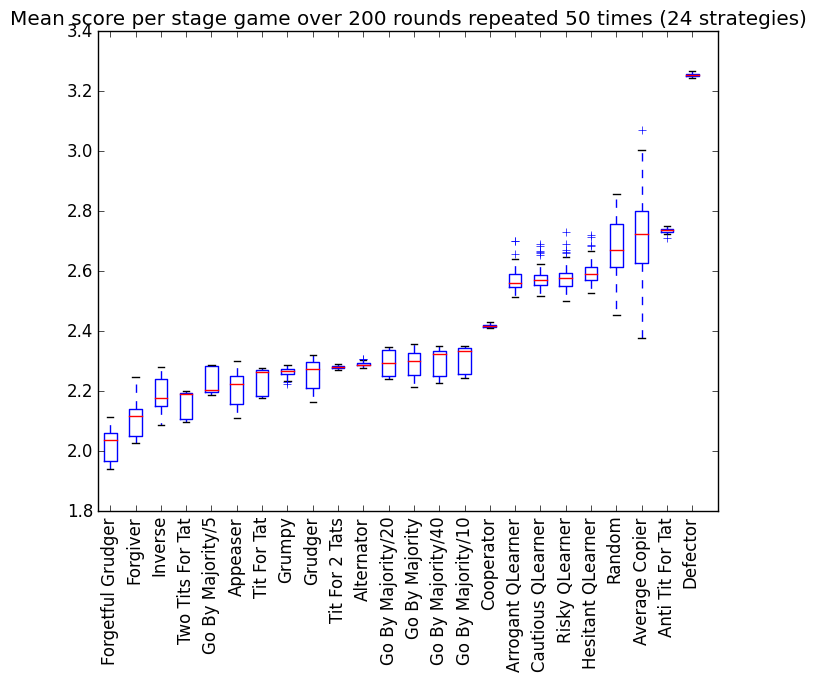 Mean score per stage game over 200 rounds repeated 50 times (24 strategies)
3.4
3.2
3.0
2.8
2.6
2.4
2.2
2.0
1.8
Forgetful Grudger
Forgiver
Inverse
Two Tits For Tat
Go By Majority/5
Appeaser
Tit For Tat
Grumpy
Grudger
Tit For 2 Tats
Alternator
Go By Majority/20
Go By Majority
Go By Majority/40
Go By Majority/10
Cooperator
Arrogant QLearner
Cautious QLearner
Risky QLearner
Hesitant QLearner
Random
Average Copier
Anti Tit For Tat
Defector